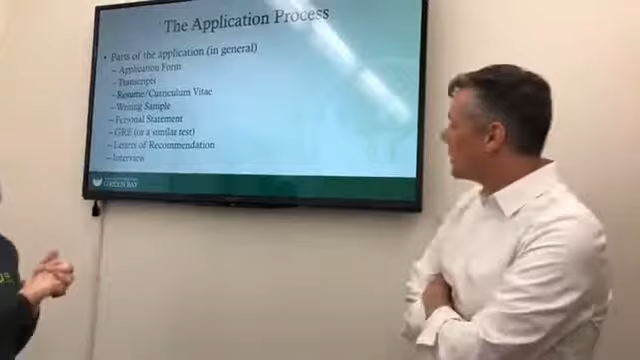 The Application Process
• Parts of the application (in general)
– Application Form
– Transcripts
– Resume/Curriculum Vitae
– Writing Sample
– Personal Statement
– GRE (or a similar test)
– Letters of Recommendation
– Interview
GREEN BAY